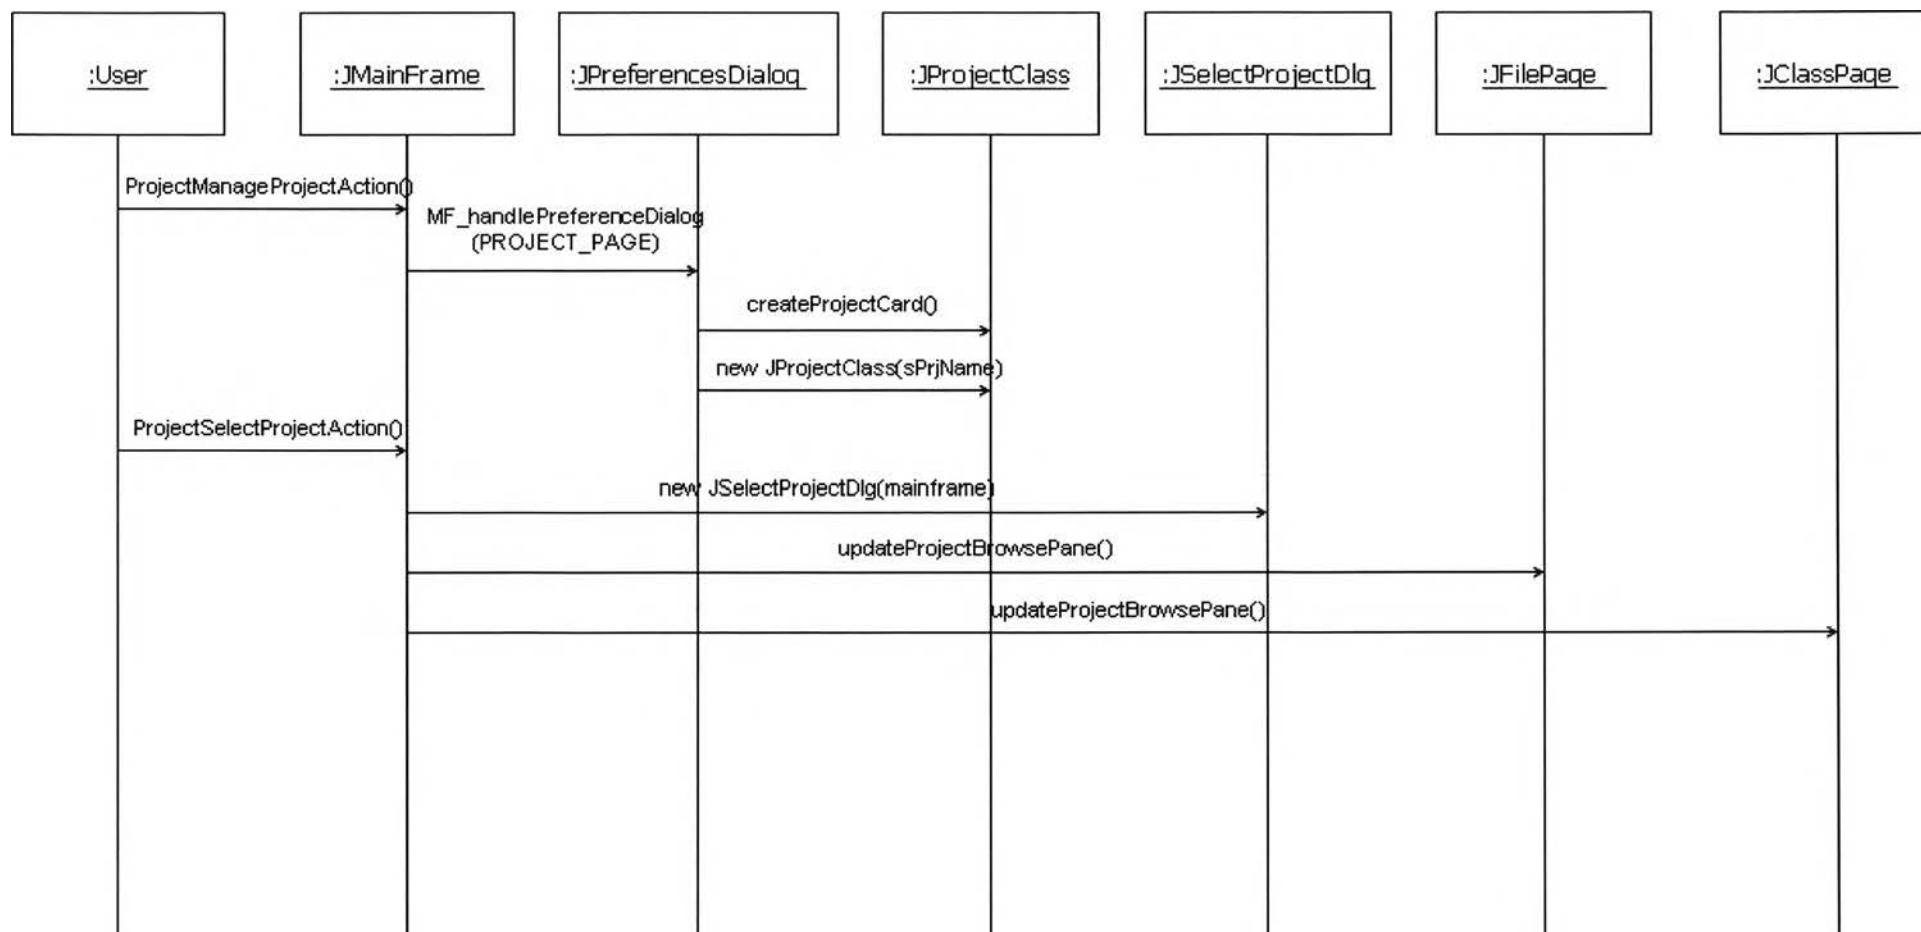 :User
:JMainFrame
:JPreferencesDialog
:JProjectClass
:JSelectProjectDlg
:JFilePage
:JClassPage
ProjectManageProjectAction()
MF_handlePreferenceDialog
(PROJECT_PAGE)
createProjectCard()
new JProjectClass(sPrjName)
ProjectSelectProjectAction()
new JSelectProjectDlg(mainframe)
updateProjectBrowsePane()
updateProjectBrowsePane()